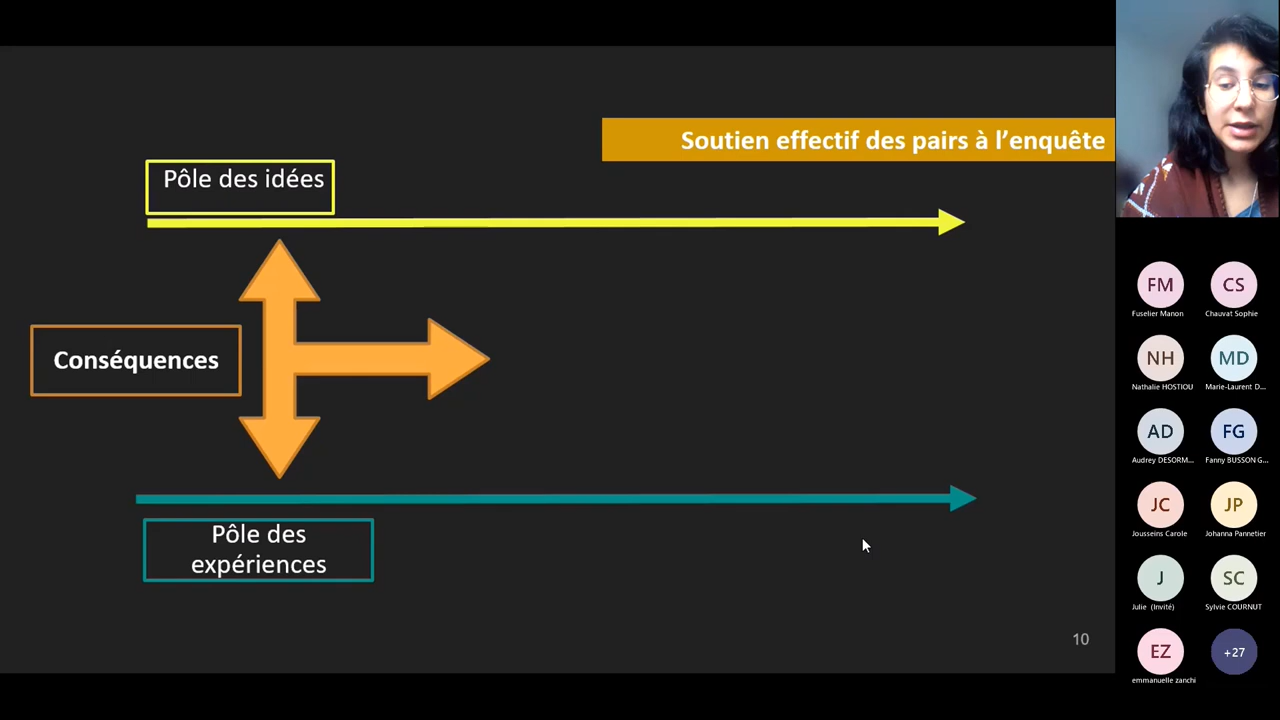 Soutien effectif des pairs à l’enquête
Pôle des idées
Conséquences
Pôle des
expériences
10
FM
Fuselier Manon
CS
Chauvat Sophie
NH
Nathalie HOSTIOU
MD
Marie-Laurent D...
AD
Audrey DESORM...
FG
Fanny BUSSON G...
JC
Jousseins Carole
JP
Johanna Pannetier
J
Julie (Invité)
SC
Sylvie COURNUT
EZ
emmanuelle zanchi
+27